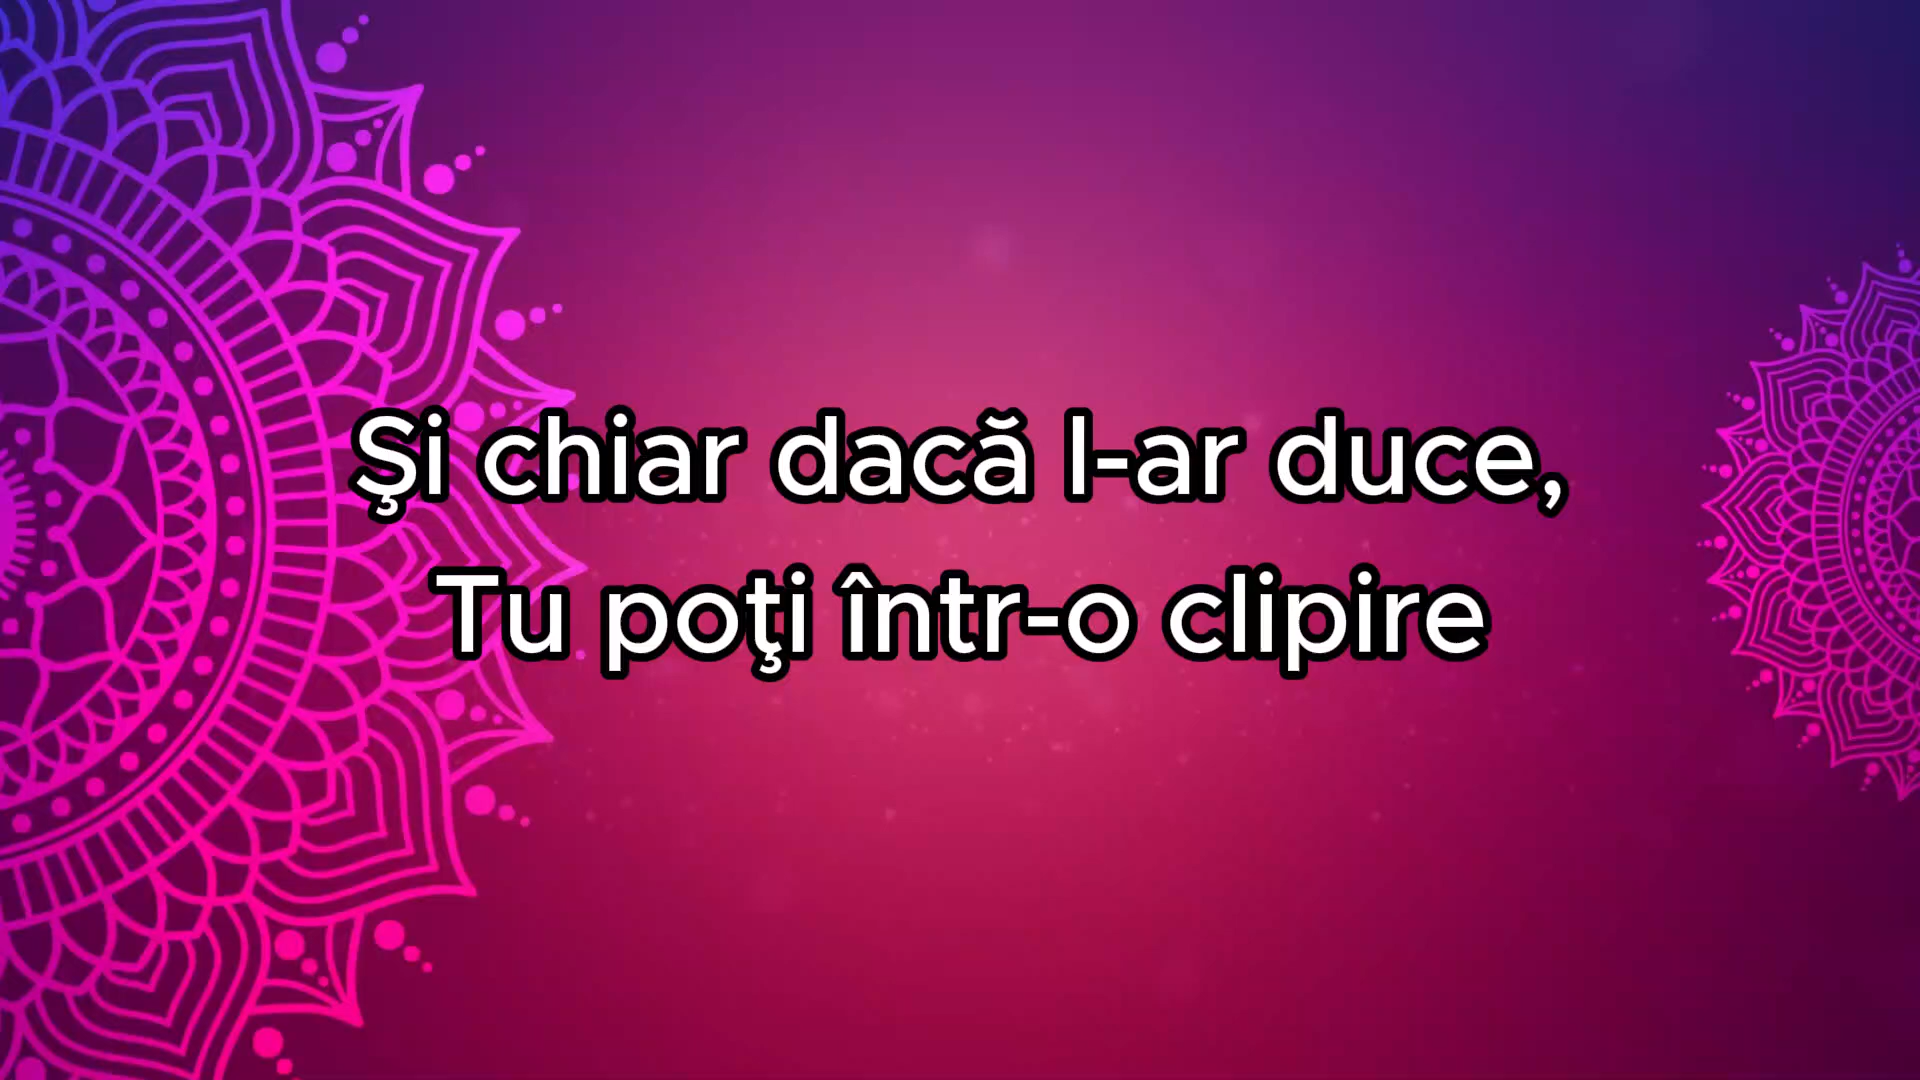 Şi chiar dacă l-ar duce,
Tu poţi într-o clipire